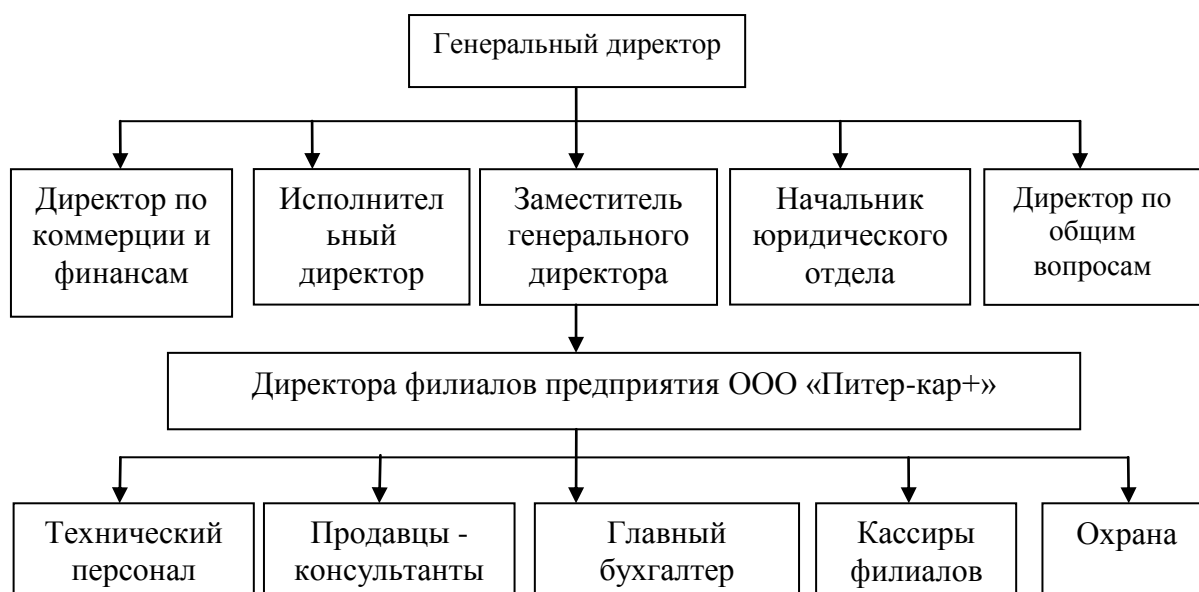 Генеральный директор
Директор по
коммерции и
финансам
Исполнител
ьный
директор
Заместитель
генерального
директора
Начальник
юридического
отдела
Директор по
общим
вопросам
Директора филиалов предприятия ООО «Питер-кар+»
Технический
персонал
Продавцы -
консультанты
Главный
бухгалтер
Кассиры
филиалов
Охрана